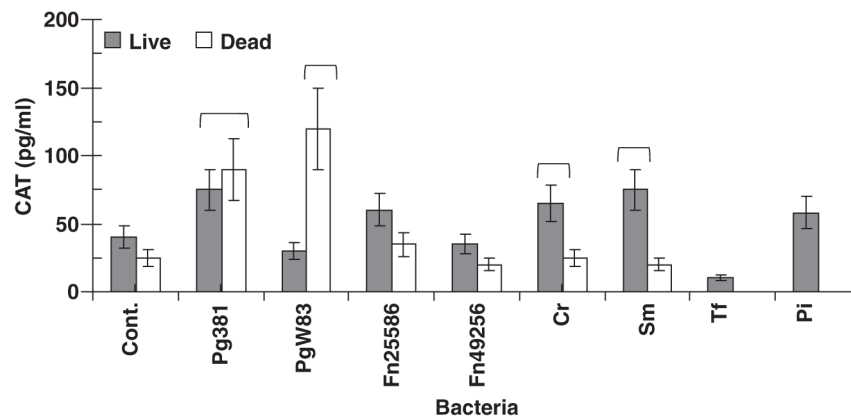 200
Live Dead
150
100
50
0
CAT (pg/ml)
Cont.
Pg381
PgW83
Fn25586
Fn49256
Cr
Sm
Tf
Pi
Bacteria